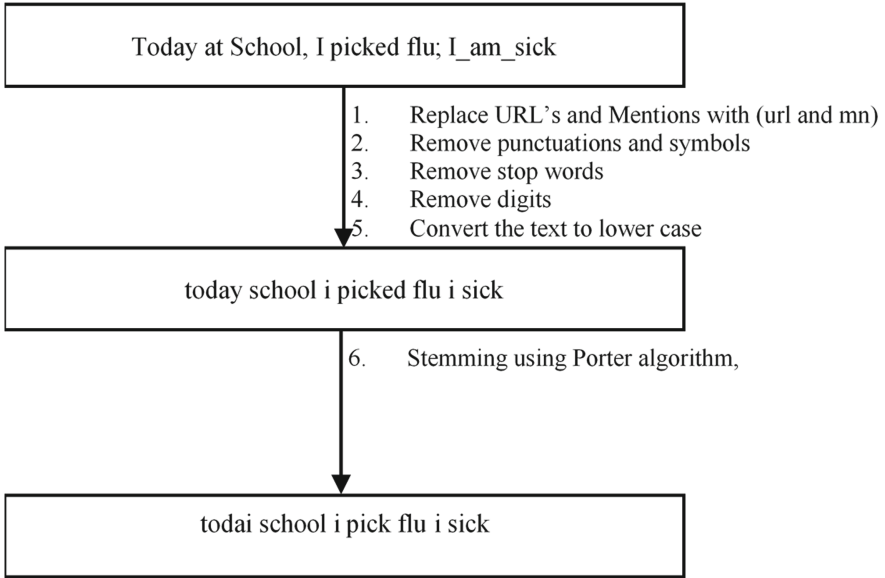 Today at School, I picked flu; I_am_sick
1. Replace URL's and Mentions with (url and mn)
2. Remove punctuations and symbols
3. Remove stop words
4. Remove digits
5. Convert the text to lower case
today school i picked flu i sick
6. Stemming using Porter algorithm,
todai school i pick flu i sick